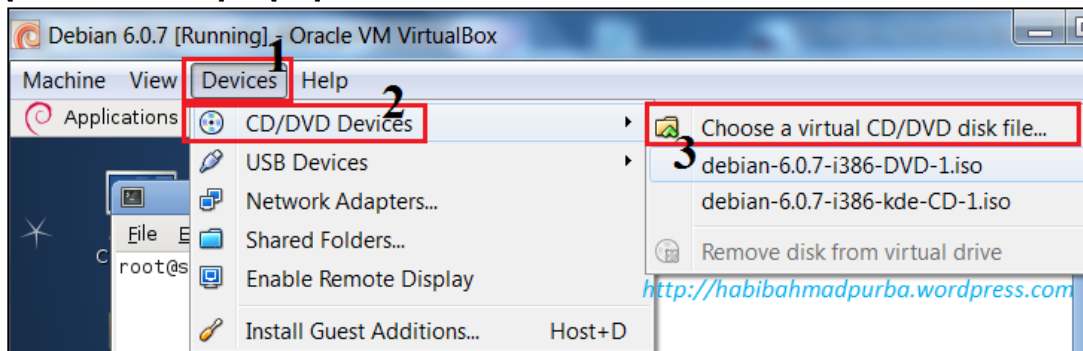 Debian 6.0.7 [Running] - Oracle VM VirtualBox
1
Machine View Devices Help
2
Applications
CD/DVD Devices
Choose a virtual CD/DVD disk file...
3
USB Devices
debian-6.0.7-i386-DVD-1.iso
Network Adapters...
debian-6.0.7-i386-kde-CD-1.iso
File E
Shared Folders...
Remove disk from virtual drive
C
root@s
Enable Remote Display
http://habibahmadpurba.wordpress.com
Install Guest Additions... Host+D